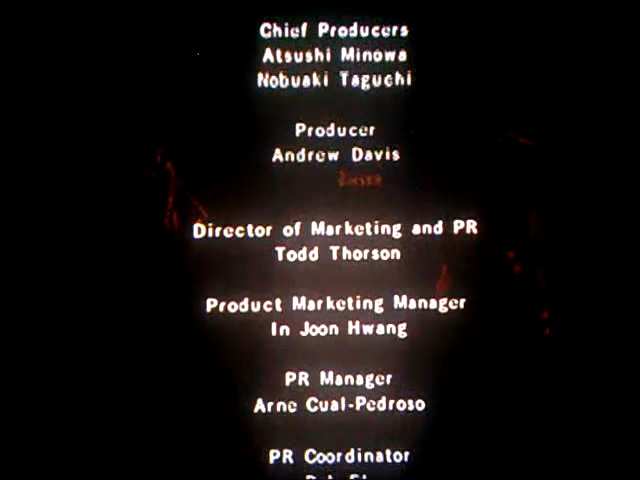 Chief Producers
Atsushi Minowa
Nobuaki Taguchi
Producer
Andrew Davis
Director of Marketing and PR
Todd Thorson
Product Marketing Manager
In Joon Hwang
PR Manager
Arne Cual-Pedroso
PR Coordinator